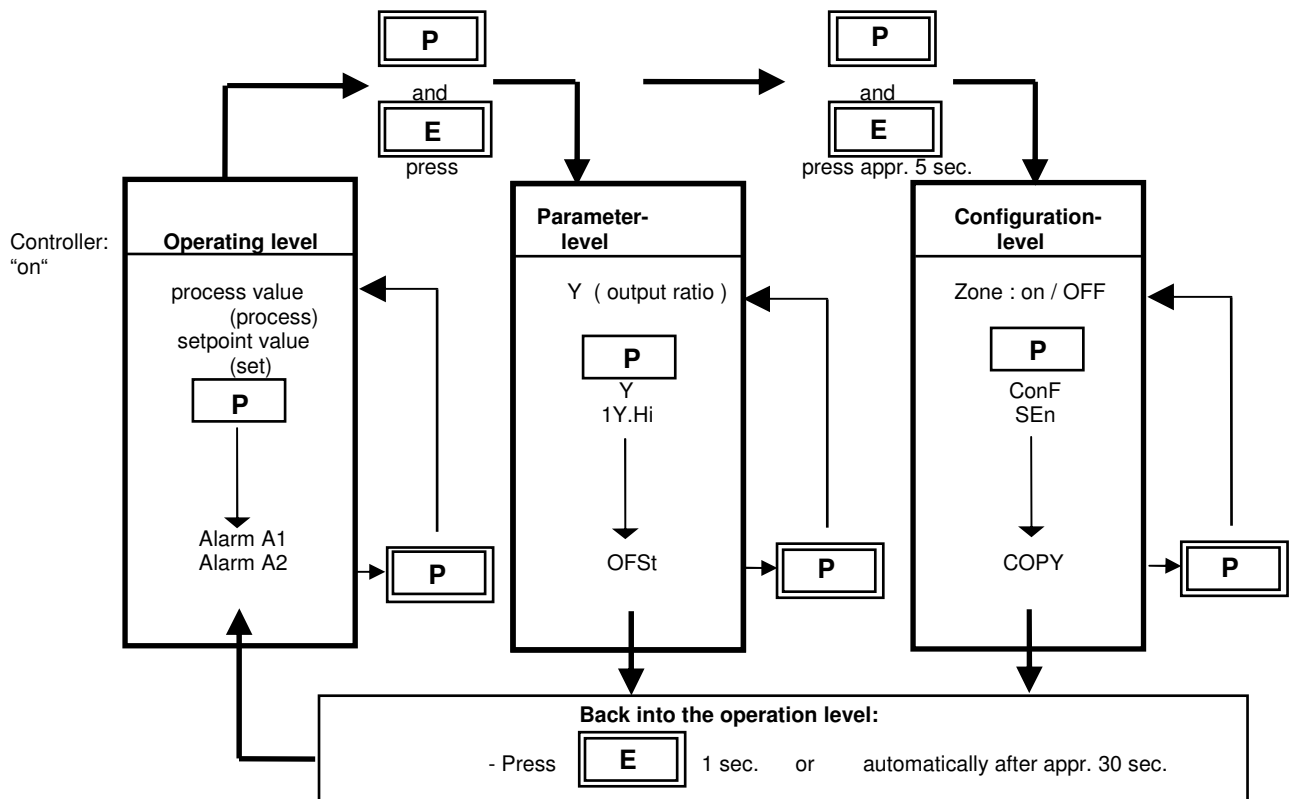 P
and
E
press
P
and
E
press appr. 5 sec.
Controller:
“on“
Operating level
process value
(process)
setpoint value
(set)
P
Alarm A1
Alarm A2
P
Parameter-
level
Y ( output ratio )
P
Y
1Y.Hi
OFSt
P
Configuration-
level
Zone : on / OFF
P
ConF
SEn
COPY
P
Back into the operation level:
- Press E 1 sec. or automatically after appr. 30 sec.